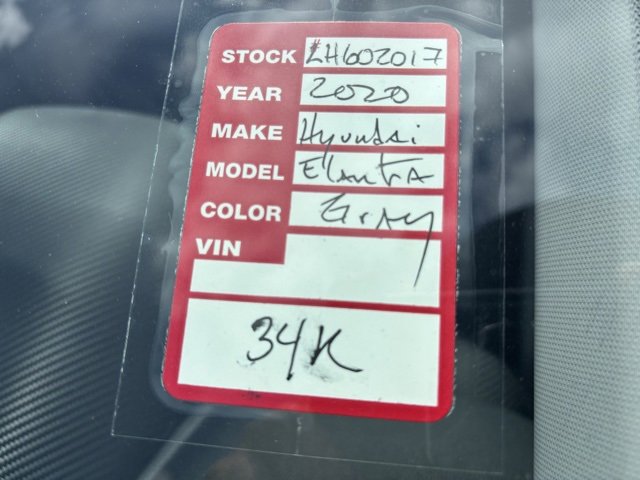 STOCK LH602017
YEAR 2020
MAKE Hyundai
MODEL ElantrA
COLOR Gray
VIN
34K